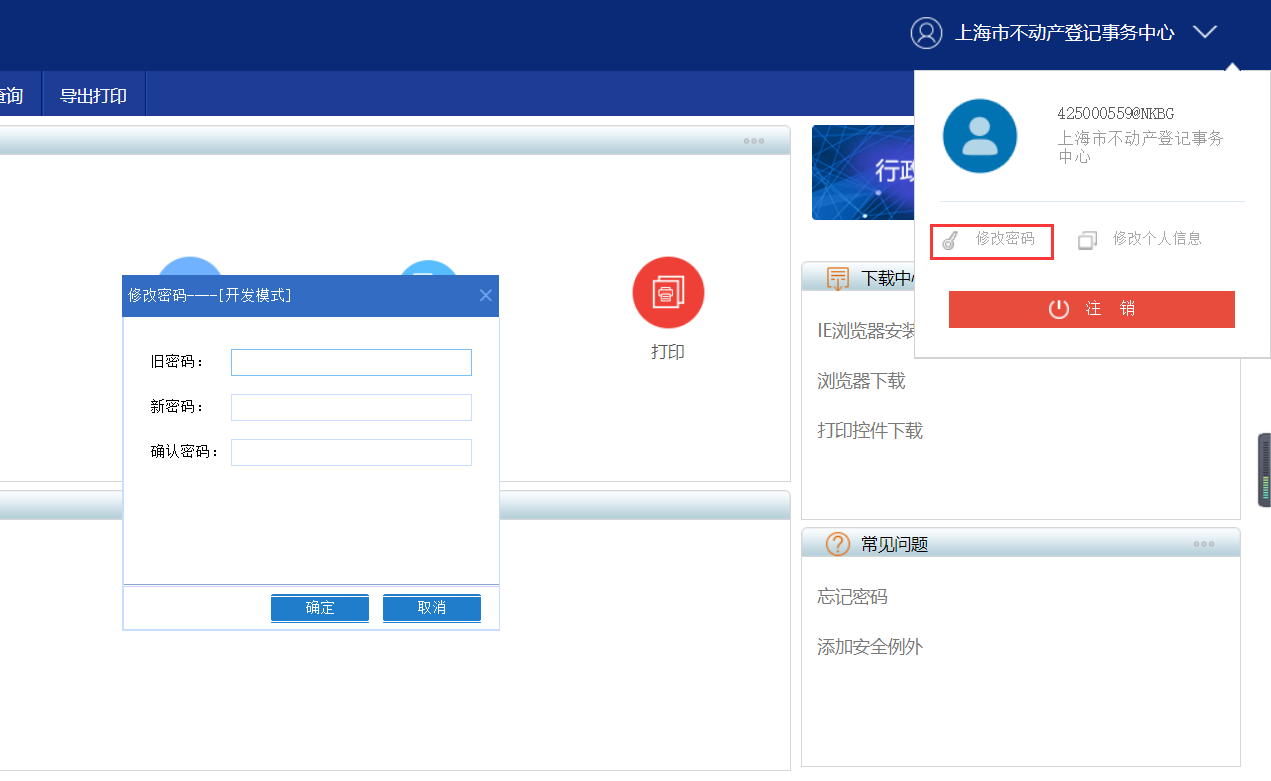 上海市不动产登记事务中心
查询
导出打印
425000559@NKBG
上海市不动产登记事务
中心
修改密码
修改个人信息
注 销
行政
打印
修改密码----[开发模式]
旧密码：
新密码：
确认密码：
确定
取消
下载中心
IE浏览器安装
浏览器下载
打印控件下载
常见问题
忘记密码
添加安全例外